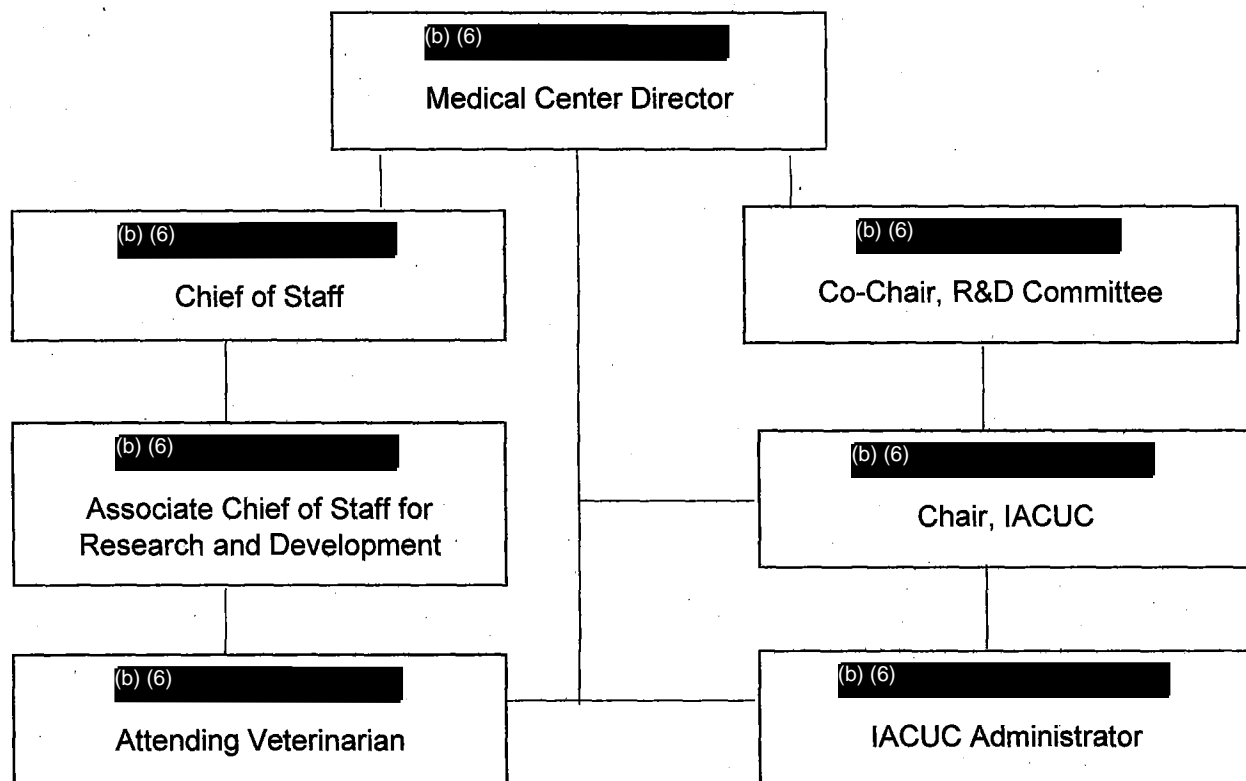 (b) (6)
Medical Center Director
(b) (6)
Chief of Staff
(b) (6)
Co-Chair, R&D Committee
(b) (6)
Associate Chief of Staff for
Research and Development
(b) (6)
Chair, IACUC
(b) (6)
Attending Veterinarian
(b) (6)
IACUC Administrator